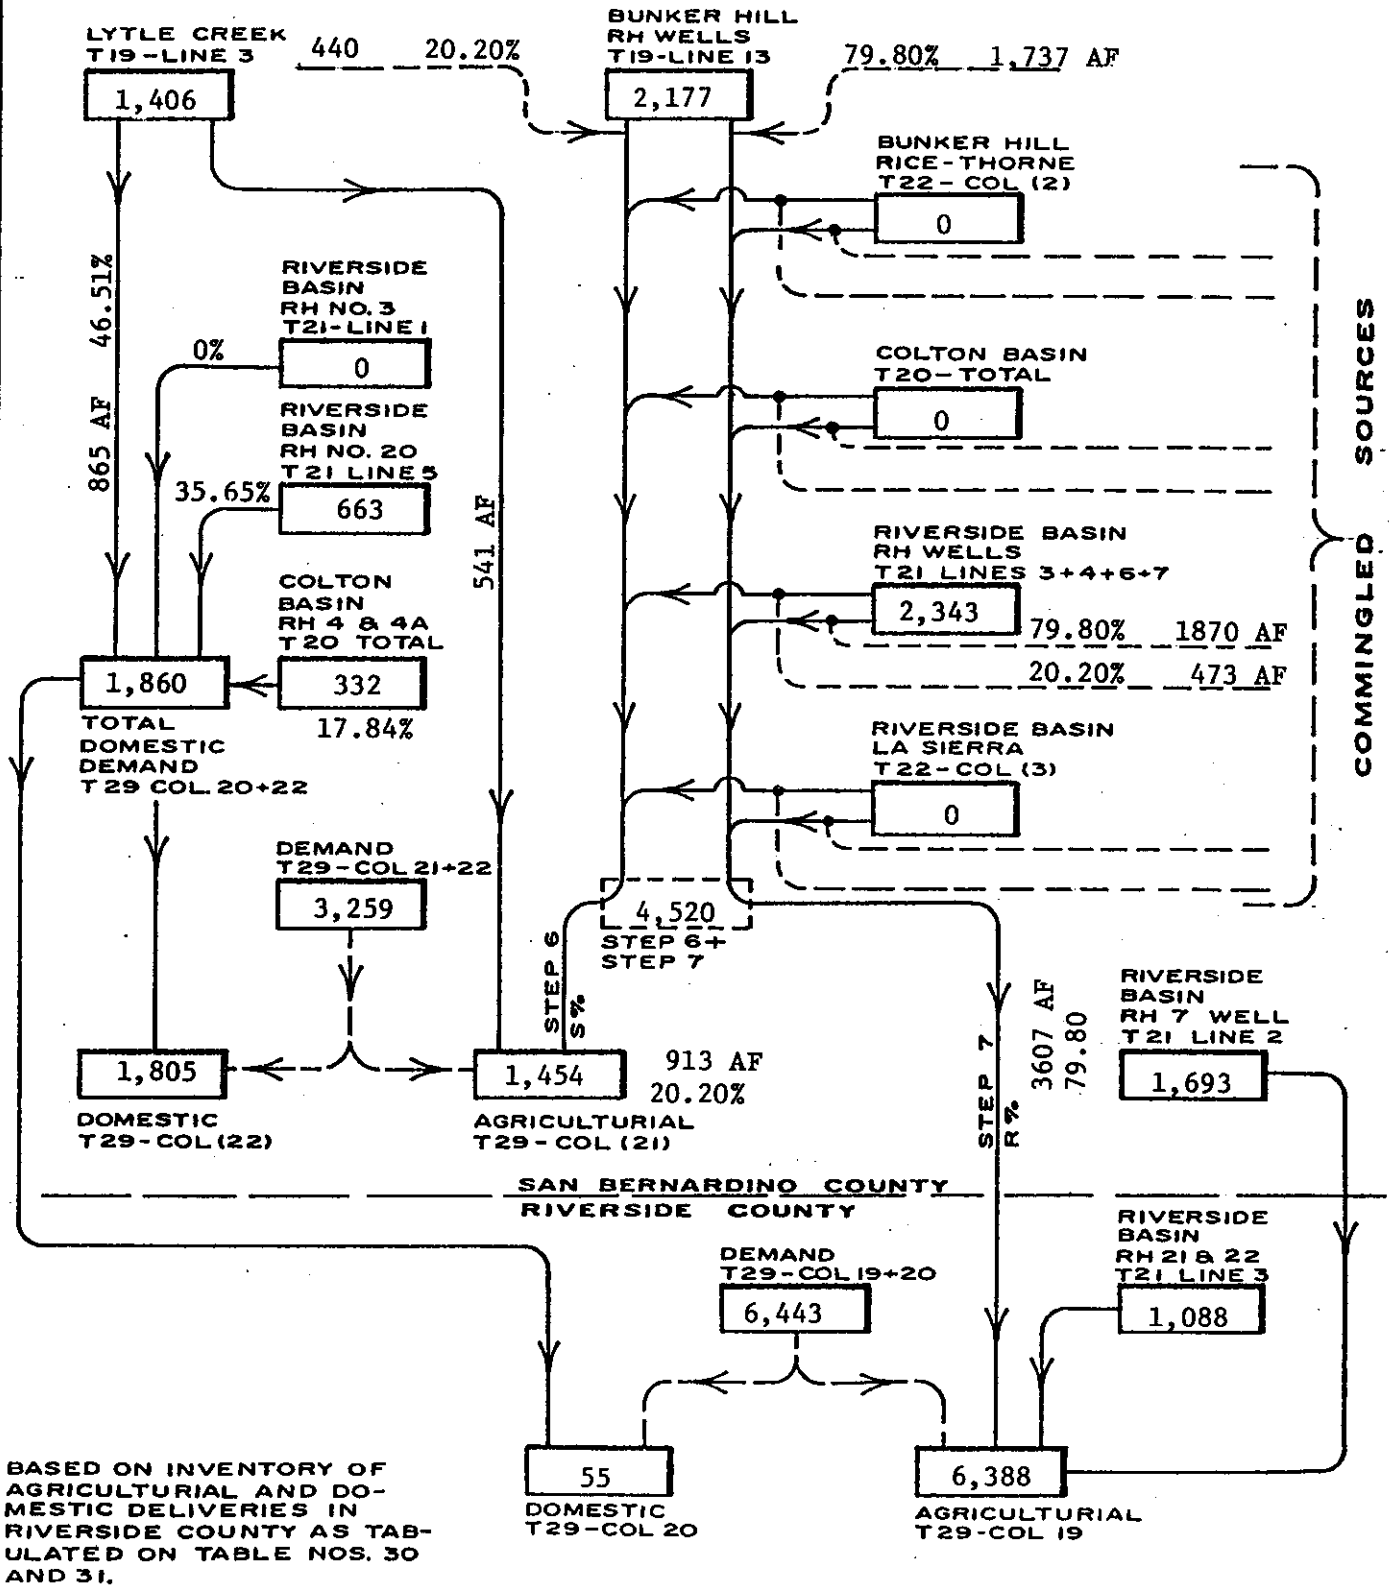 LYTLE CREEK
T19-LINE 3
1,406
440 20.20%
BUNKER HILL
RH WELLS
T19-LINE 13
2,177
79.80% 1,737 AF
BUNKER HILL
RICE-THORNE
T22-COL (2)
0
865 AF 46.51%
RIVERSIDE
BASIN
RH NO. 3
T21-LINE 1
0%
0
RIVERSIDE
BASIN
RH NO. 20
T21 LINE 5
35.65%
663
COLTON
BASIN
RH 4 & 4A
T20 TOTAL
332
17.84%
541 AF
COLTON BASIN
T20-TOTAL
0
RIVERSIDE BASIN
RH WELLS
T21 LINES 3+4+6+7
2,343
79.80% 1870 AF
20.20% 473 AF
RIVERSIDE BASIN
LA SIERRA
T22-COL (3)
0
COMMINGLED SOURCES
1,860
TOTAL
DOMESTIC
DEMAND
T29 COL. 20+22
DEMAND
T29-COL 21+22
3,259
4,520
STEP 6+
STEP 7
STEP 6
S%
1,805
DOMESTIC
T29-COL (22)
1,454
913 AF
20.20%
AGRICULTURIAL
T29-COL (21)
STEP 7
R%
3607 AF
79.80
RIVERSIDE
BASIN
RH 7 WELL
T21 LINE 2
1,693
SAN BERNARDINO COUNTY
RIVERSIDE COUNTY
DEMAND
T29-COL 19+20
6,443
RIVERSIDE
BASIN
RH 21 & 22
T21 LINE 3
1,088
55
DOMESTIC
T29-COL 20
6,388
AGRICULTURIAL
T29-COL 19
BASED ON INVENTORY OF
AGRICULTURIAL AND DO-
MESTIC DELIVERIES IN
RIVERSIDE COUNTY AS TAB-
ULATED ON TABLE NOS. 30
AND 31.